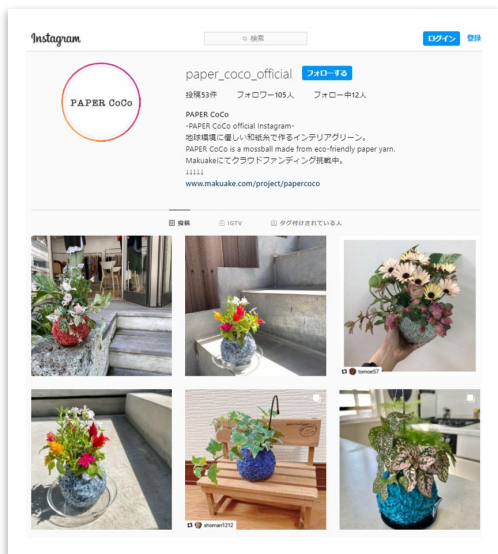 Instagram
検索
ログイン 登録
PAPER CoCo
paper_coco_official フォローする
投稿53件 フォロワー105人 フォロー中12人
PAPER CoCo
-PAPER CoCo official Instagram-
地球環境に優しい和紙糸で作るインテリアグリーン。
PAPER CoCo is a mossball made from eco-friendly paper yarn.
Makuakeにてクラウドファンディング挑戦中。
↓↓↓↓↓
www.makuake.com/project/papercoco
投稿 IGTV タグ付けされている人
tomoe57
shoman1212